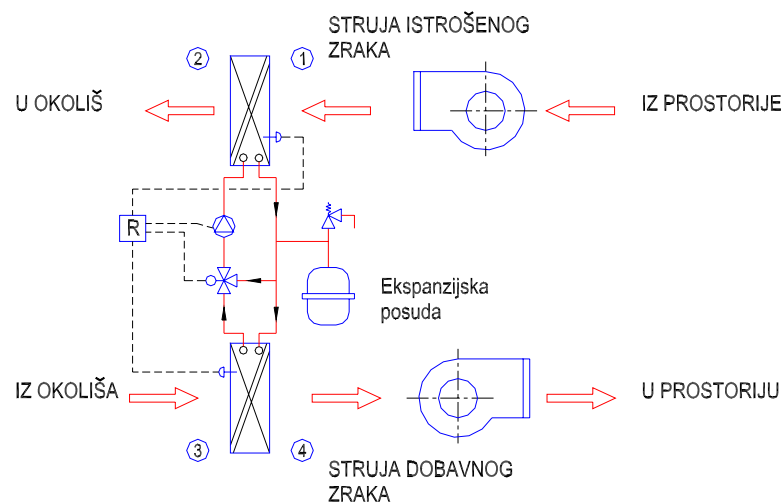 STRUJA ISTROŠENOG
ZRAKA
2
1
U OKOLIŠ
IZ PROSTORIJE
R
Ekspanzijska
posuda
IZ OKOLIŠA
U PROSTORIJU
3
4
STRUJA DOBAVNOG
ZRAKA